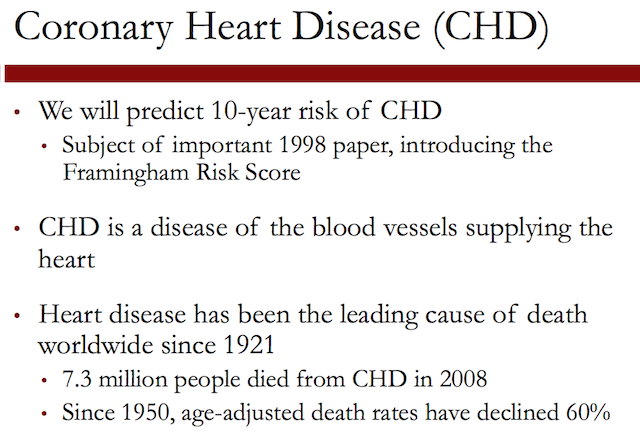 Coronary Heart Disease (CHD)
• We will predict 10-year risk of CHD
• Subject of important 1998 paper, introducing the
Framingham Risk Score
• CHD is a disease of the blood vessels supplying the
heart
• Heart disease has been the leading cause of death
worldwide since 1921
• 7.3 million people died from CHD in 2008
• Since 1950, age-adjusted death rates have declined 60%